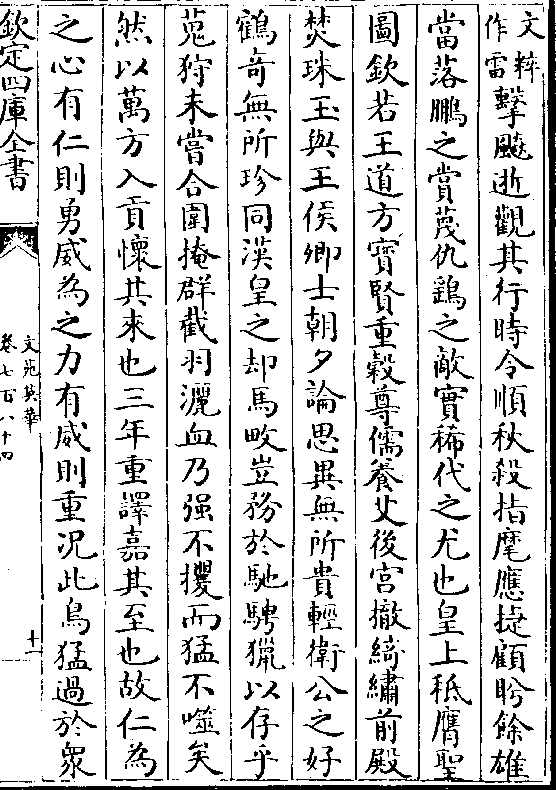 文粹作雷擊飈逝觀其行時令順秋殺指麾應捷顧盼餘雄
當落鵬之賞蔑仇鵶之敵實稀代之尤也皇上秪膺聖
圖欽若王道方寳賢重穀尊儒養艾後宮撤綺繡前殿
焚珠玉與王侯卿士朝夕論思異無所貴輕衛公之好
鶴竒無所珍同漢皇之却馬畋豈務於馳騁獵以存乎
蒐狩未嘗合圍掩群截羽灑血乃强不攫而猛不噬矣
然以萬方入貢懷其來也三年重譯嘉其至也故仁為
之心有仁則勇威為之力有威則重況此鳥猛過於衆
欽定四庫全書
文苑英華
卷七百八十四
十二